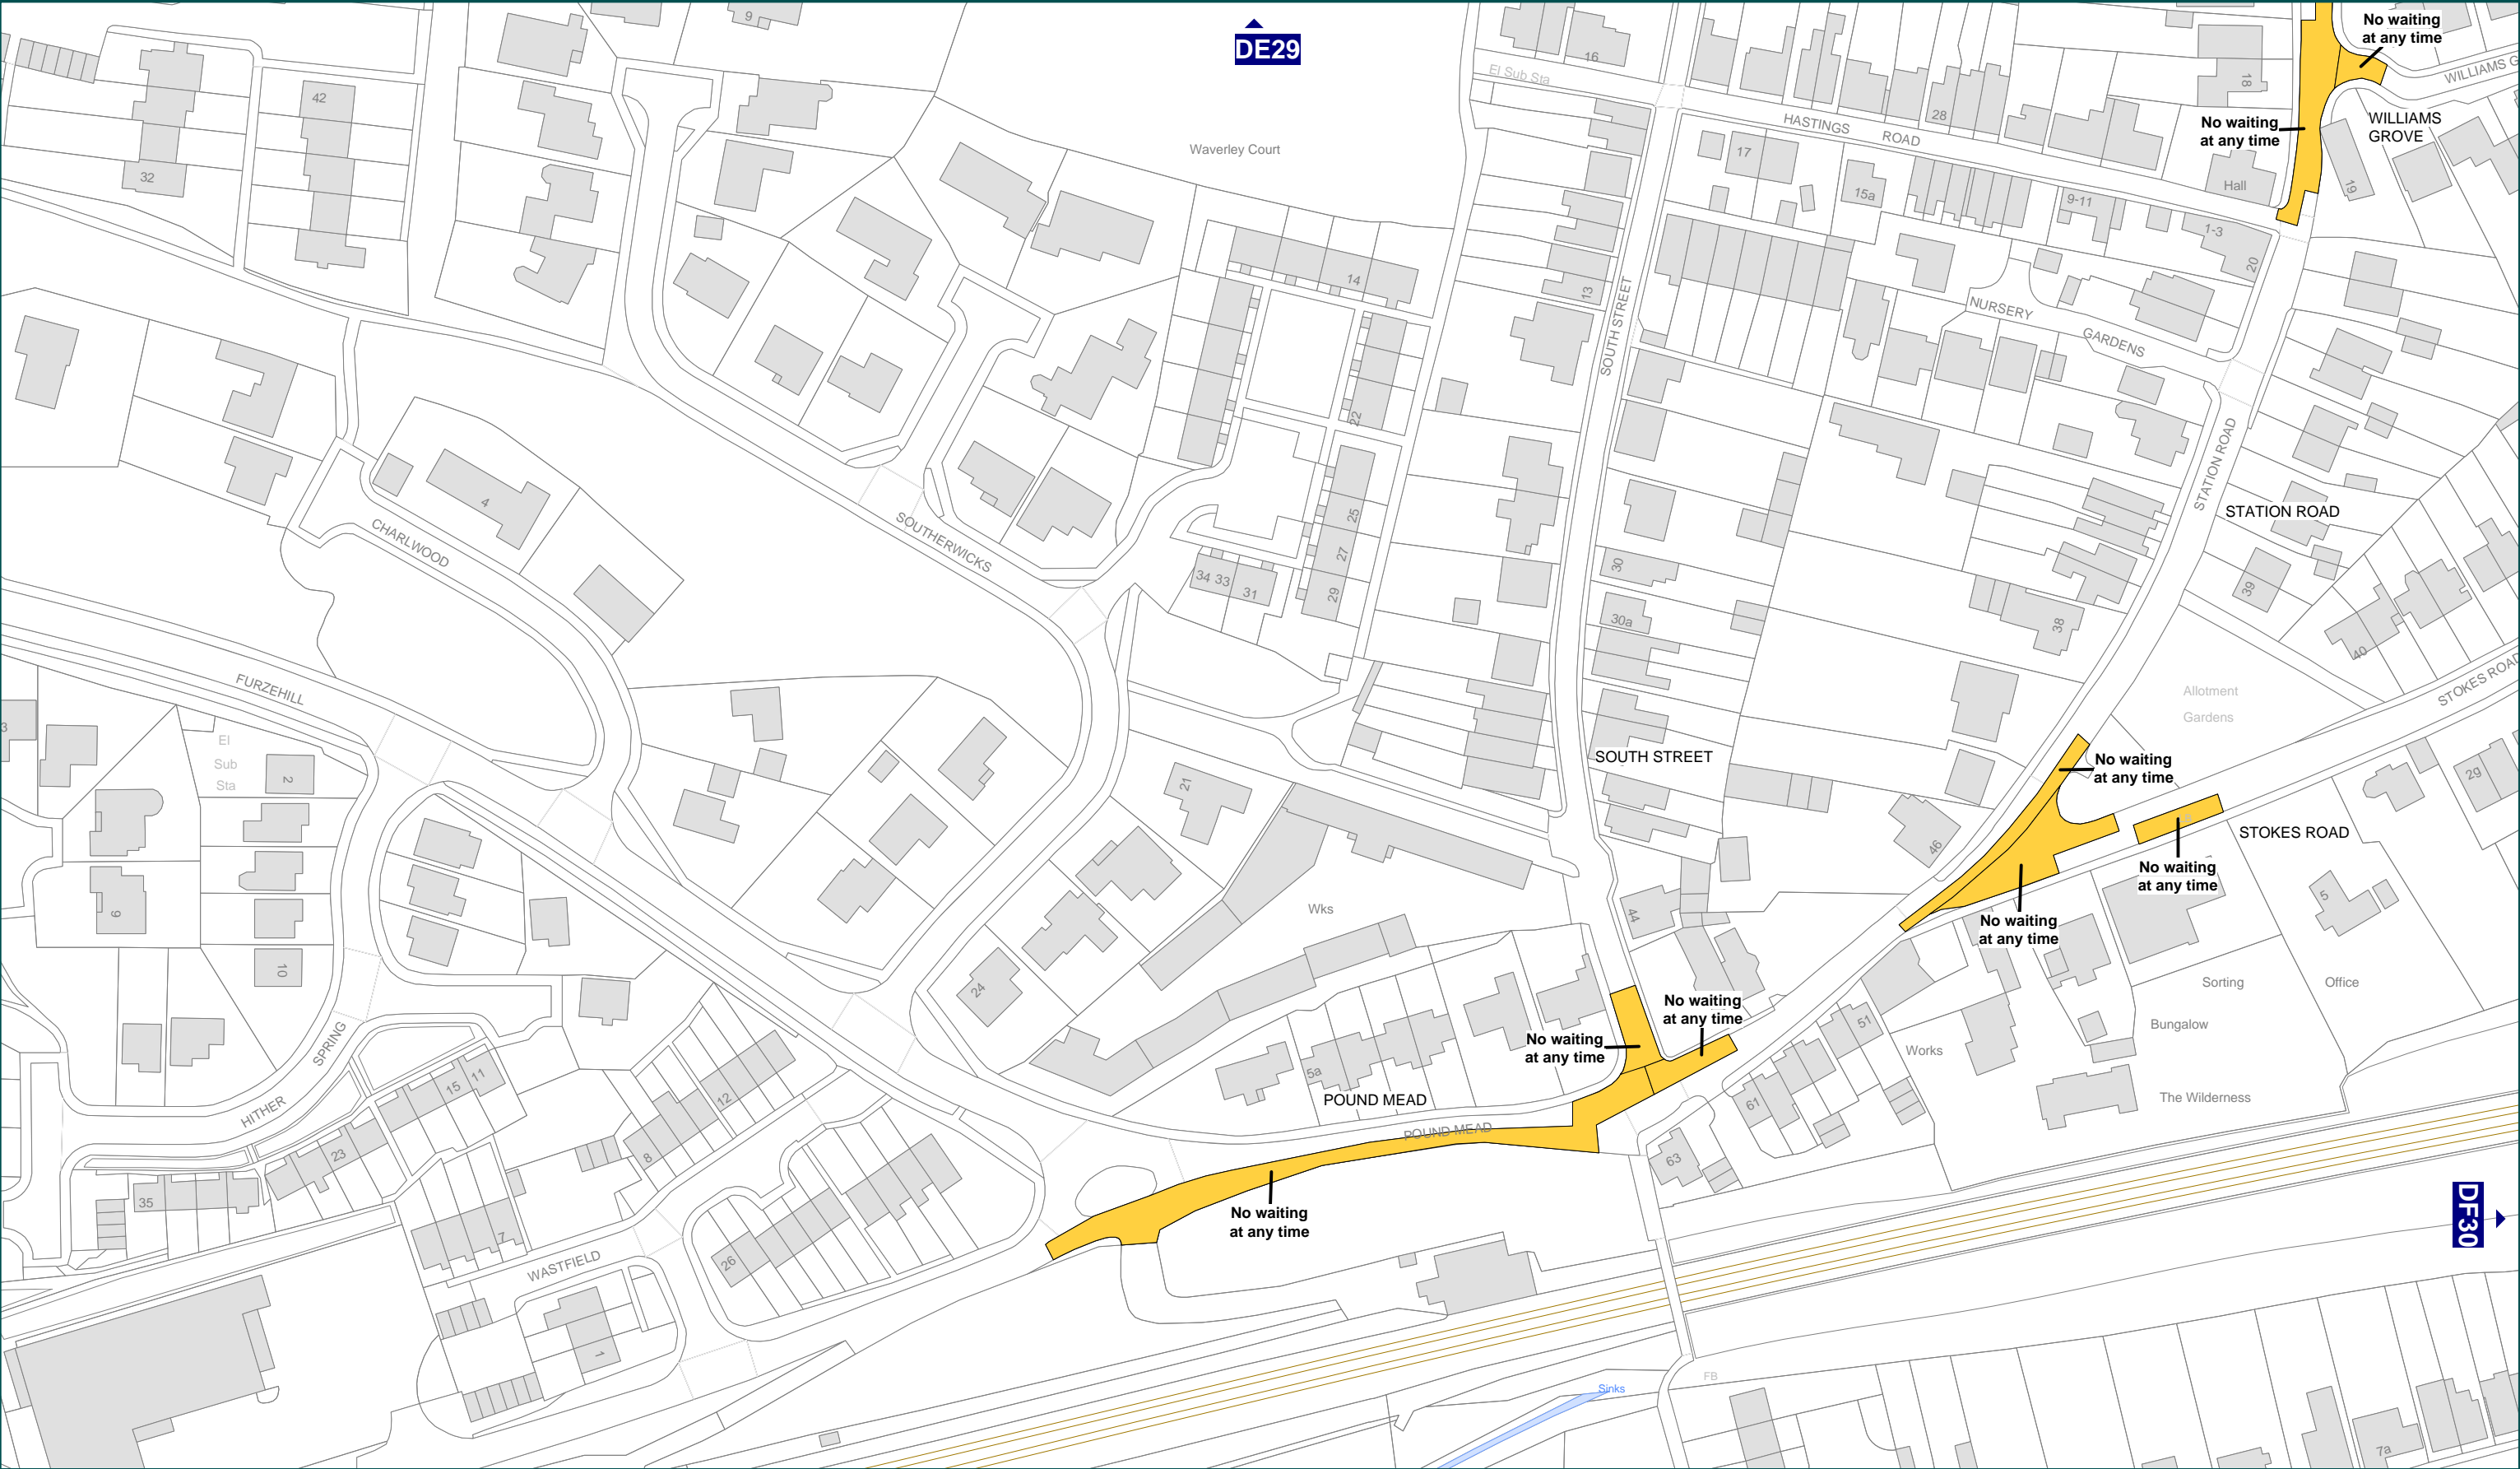 9
DE29
16
El Sub Sta
No waiting
at any time
WILLIAMS G
18
42
28
HASTINGS ROAD
No waiting
at any time
WILLIAMS
GROVE
Waverley Court
17
32
15a
Hall
19
9-11
1-3
20
14
13
SOUTH STREET
NURSERY
GARDENS
22
STATION ROAD
4
25
STATION ROAD
CHARLWOOD
SOUTHERWICKS
27
30
34 33
31
29
39
30a
38
40
STOKES ROAD
FURZEHILL
Allotment
Gardens
3
El
Sub
Sta
2
SOUTH STREET
No waiting
at any time
21
2g
STOKES ROAD
46
No waiting
at any time
5
9
Wks
44
No waiting
at any time
10
24
Sorting
Office
No waiting
at any time
51
Bungalow
SPRING
No waiting
at any time
Works
15
11
5a
12
POUND MEAD
61
The Wilderness
HITHER
POUND MEAD
23
8
63
35
No waiting
at any time
DF30
7
26
WASTFIELD
1
FB
Sinks
7a